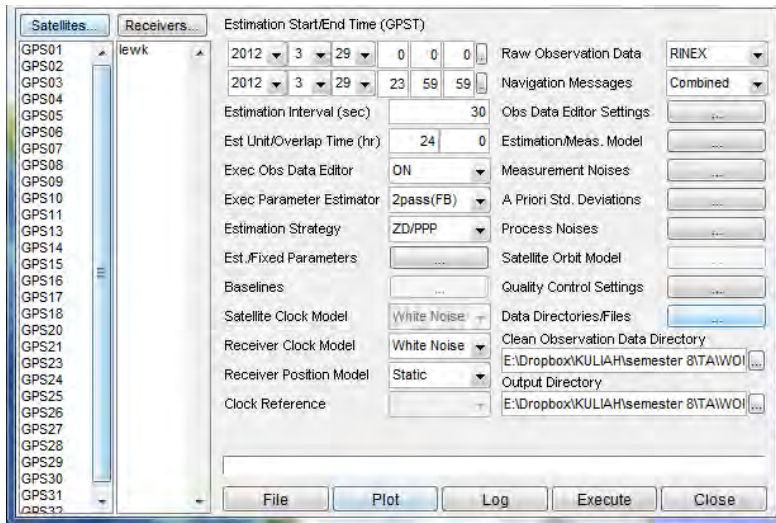 Satellites...
Receivers...
GPS01
GPS02
GPS03
GPS04
GPS05
GPS06
GPS07
GPS08
GPS09
GPS10
GPS11
GPS13
GPS14
GPS15
GPS16
GPS17
GPS18
GPS20
GPS21
GPS23
GPS24
GPS25
GPS26
GPS27
GPS28
GPS29
GPS30
GPS31
GPS32
lewk
Estimation Start/End Time (GPST)
2012 3 29 0 0 0 ...
2012 3 29 23 59 59 ...
Estimation Interval (sec) 30
Est Unit/Overlap Time (hr) 24 0
Exec Obs Data Editor ON
Exec Parameter Estimator 2pass(FB)
Estimation Strategy ZD/PPP
Est./Fixed Parameters ...
Baselines ...
Satellite Clock Model White Noise
Receiver Clock Model White Noise
Receiver Position Model Static
Clock Reference
Raw Observation Data RINEX
Navigation Messages Combined
Obs Data Editor Settings ...
Estimation/Meas. Model ...
Measurement Noises ...
A Priori Std. Deviations ...
Process Noises ...
Satellite Orbit Model ...
Quality Control Settings ...
Data Directories/Files ...
Clean Observation Data Directory
E:\Dropbox\KULIAH\semester 8\TA\WOI ...
Output Directory
E:\Dropbox\KULIAH\semester 8\TA\WOI ...
File Plot Log Execute Close